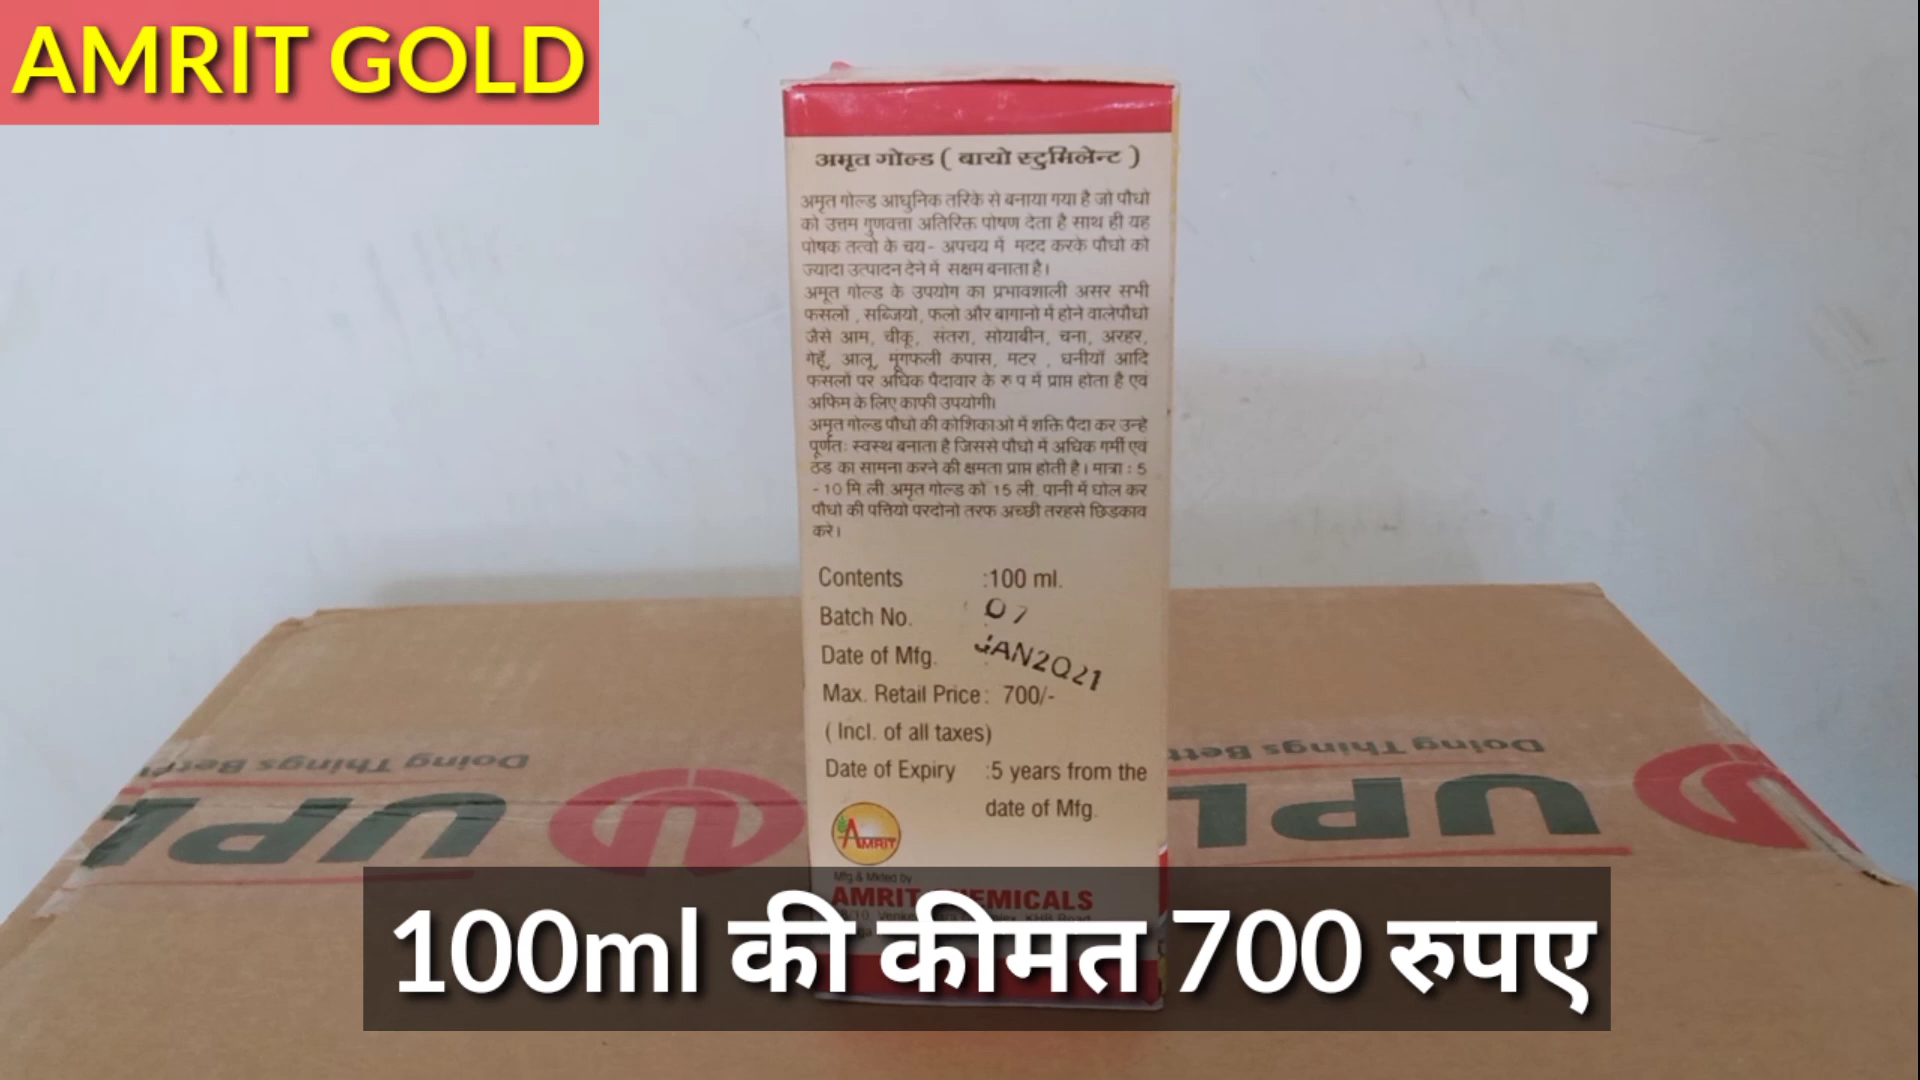 AMRIT GOLD
अमृत गोल्ड ( बायो स्टुमिलेन्ट )
अमृत गोल्ड आधुनिक तरिके से बनाया गया है जो पौधो
को उत्तम गुणवत्ता अतिरिक्त पोषण देता है साथ ही यह
पोषक तत्वो के चय- अपचय में मदद करके पौधो को
ज्यादा उत्पादन देने में सक्षम बनाता है।
अमृत गोल्ड के उपयोग का प्रभावशाली असर सभी
फसलों , सब्जियो, फलो और बागानो में होने वालेपौधो
जैसे आम, चीकू, संतरा, सोयाबीन, चना, अरहर,
गेहूँ, आलू, मूंगफली कपास, मटर , धनीयाँ आदि
फसलों पर अधिक पैदावार के रु प में प्राप्त होता है एव
अफिम के लिए काफी उपयोगी।
अमृत गोल्ड पौधो की कोशिकाओ में शक्ति पैदा कर उन्हे
पूर्णतः स्वस्थ बनाता है जिससे पौधो में अधिक गर्मी एव
ठंड का सामना करने की क्षमता प्राप्त होती है। मात्रा : 5
- 10 मि.ली. अमृत गोल्ड को 15 ली. पानी में घोल कर
पौधो की पत्तियो परदोनो तरफ अच्छी तरहसे छिडकाव
करे।
Contents :100 ml.
Batch No. 07
Date of Mfg. JAN2021
Max. Retail Price : 700/-
( Incl. of all taxes)
Date of Expiry :5 years from the
date of Mfg.
AMRIT
Mfg & Mkted by
AMRIT CHEMICALS
KHB Road
Doing Things Bett
UPL
Doing Things Bett
UPL
100ml की कीमत 700 रुपए